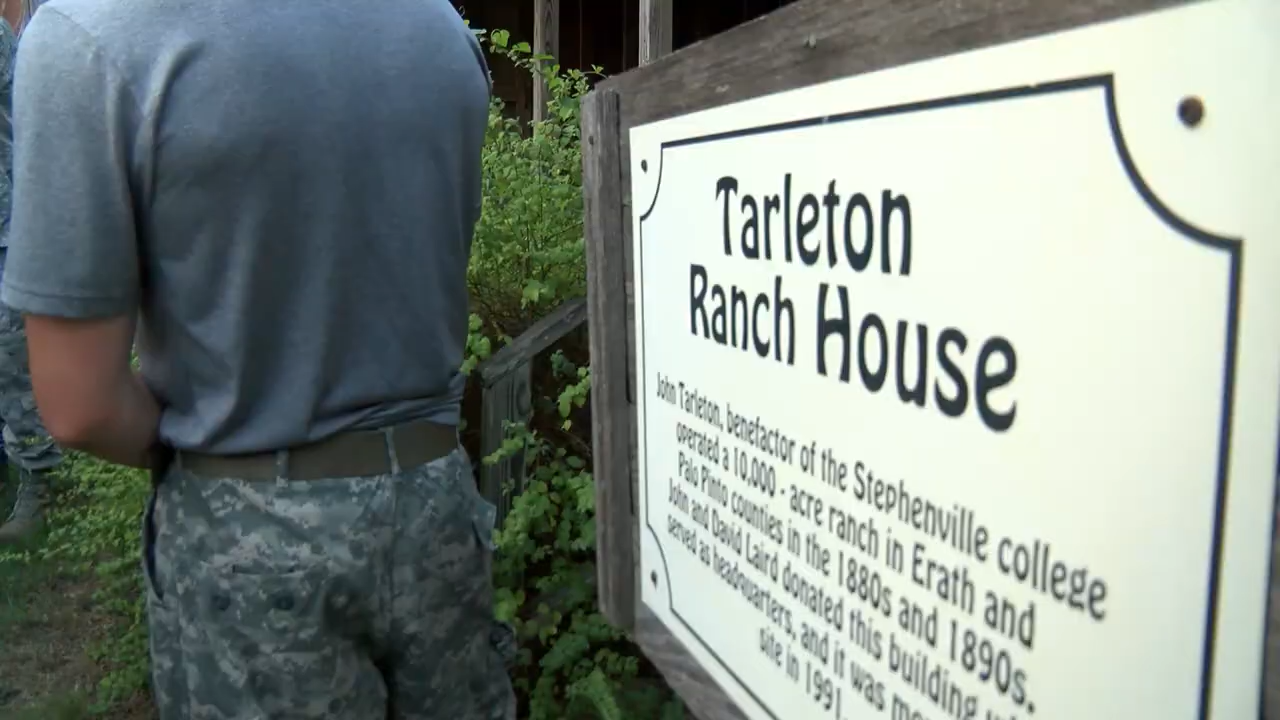 Tarleton
Ranch House
John Tarleton, benefactor of the Stephenville college
operated a 10,000 - acre ranch in Erath and
Palo Pinto counties in the 1880s and 1890s.
John and David Laird donated this building
served as headquarters, and it was
site in 1991.